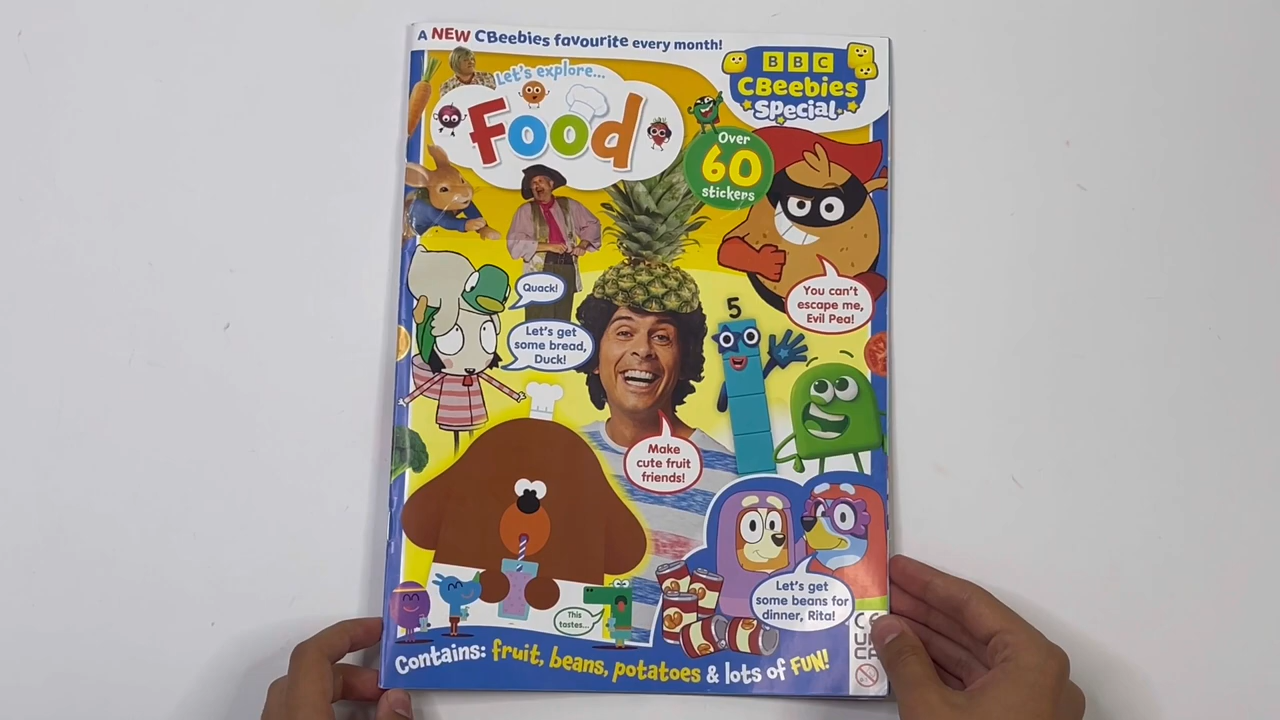 A NEW CBeebies favourite every month!
BBC
CBeebies
Special
Let's explore...
Food
Over
60
stickers
Quack!
Let's get
some bread,
Duck!
5
You can't
escape me,
Evil Pea!
Make
cute fruit
friends!
This
tastes...
Let's get
some beans for
dinner, Rita!
Contains: fruit, beans, potatoes & lots of FUN!